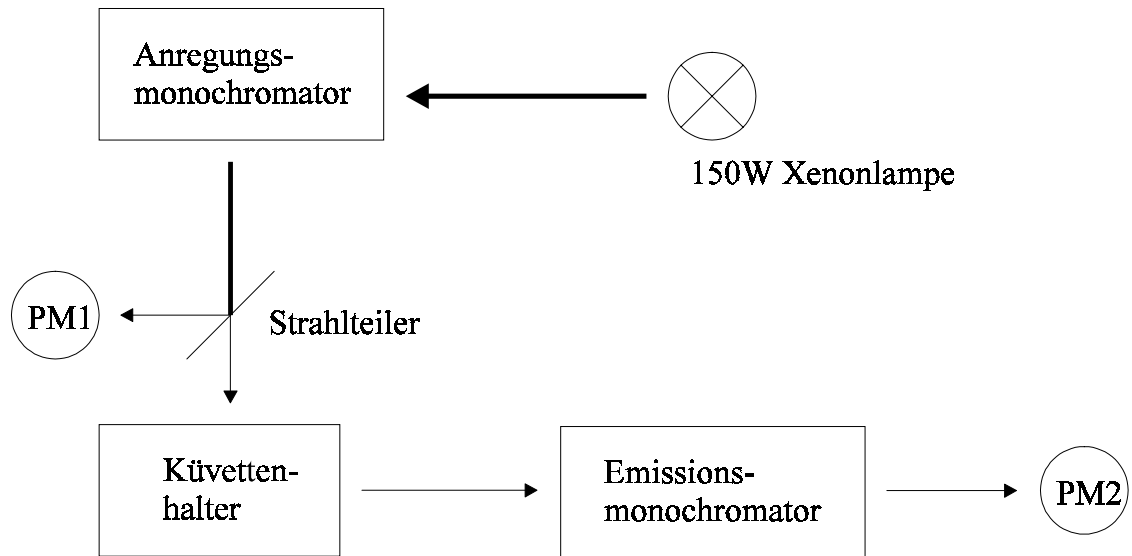 Anregungs-
monochromator
150W Xenonlampe
PM1
Strahlteiler
Küvetten-
halter
Emissions-
monochromator
PM2